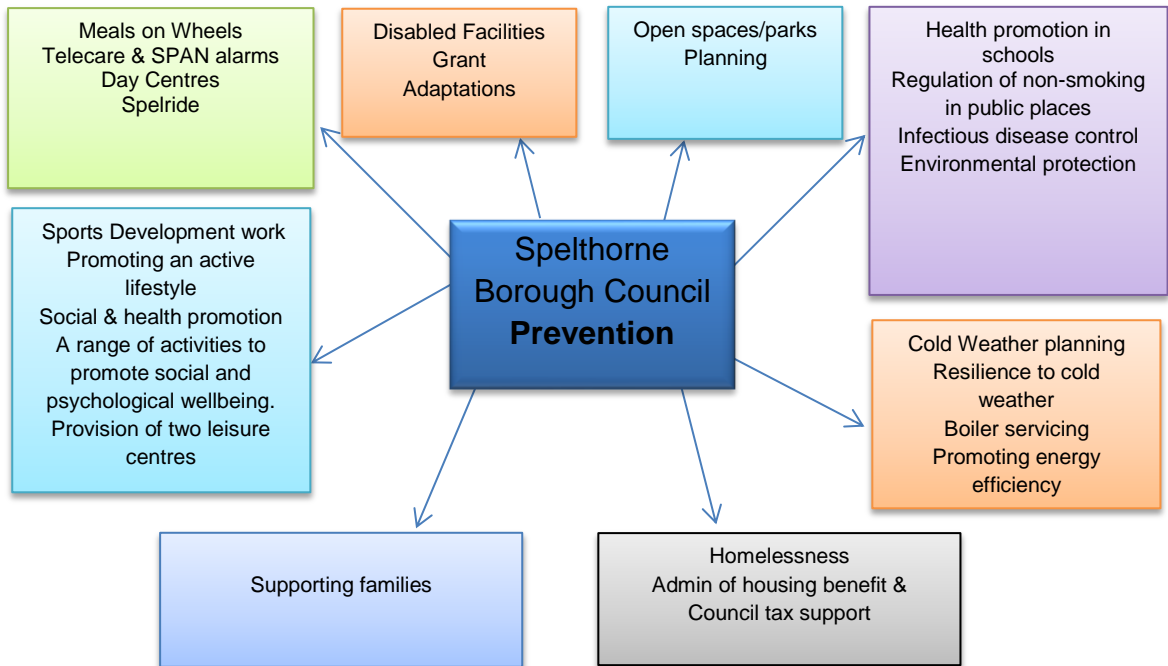 Meals on Wheels
Telecare & SPAN alarms
Day Centres
Spelride
Disabled Facilities
Grant
Adaptations
Open spaces/parks
Planning
Health promotion in
schools
Regulation of non-smoking
in public places
Infectious disease control
Environmental protection
Sports Development work
Promoting an active
lifestyle
Social & health promotion
A range of activities to
promote social and
psychological wellbeing.
Provision of two leisure
centres
Spelthorne
Borough Council
Prevention
Cold Weather planning
Resilience to cold
weather
Boiler servicing
Promoting energy
efficiency
Supporting families
Homelessness
Admin of housing benefit &
Council tax support